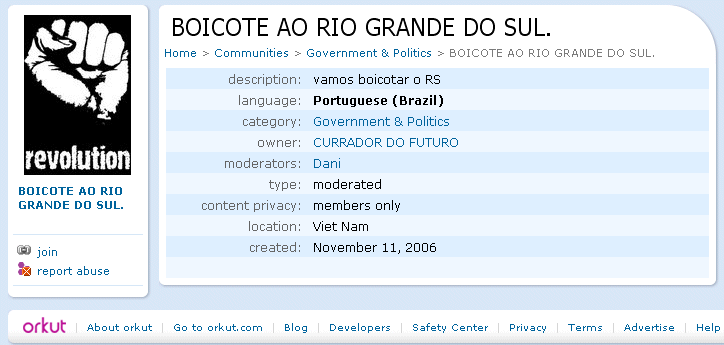 revolution
BOICOTE AO RIO
GRANDE DO SUL.
join
report abuse
BOICOTE AO RIO GRANDE DO SUL.
Home > Communities > Government & Politics > BOICOTE AO RIO GRANDE DO SUL.
description: vamos boicotar o RS
language: Portuguese (Brazil)
category: Government & Politics
owner: CURRADOR DO FUTURO
moderators: Dani
type: moderated
content privacy: members only
location: Viet Nam
created: November 11, 2006
orkut | About orkut | Go to orkut.com | Blog | Developers | Safety Center | Privacy | Terms | Advertise | Help